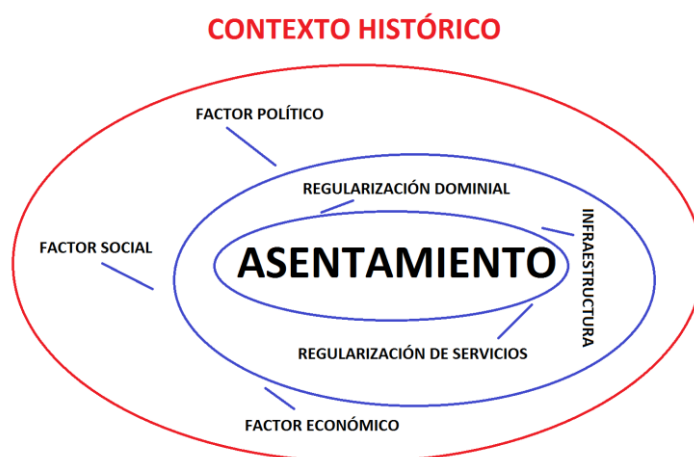 CONTEXTO HISTÓRICO
FACTOR POLÍTICO
REGULARIZACIÓN DOMINIAL
FACTOR SOCIAL
ASENTAMIENTO
INFRAESTRUCTURA
REGULARIZACIÓN DE SERVICIOS
FACTOR ECONÓMICO